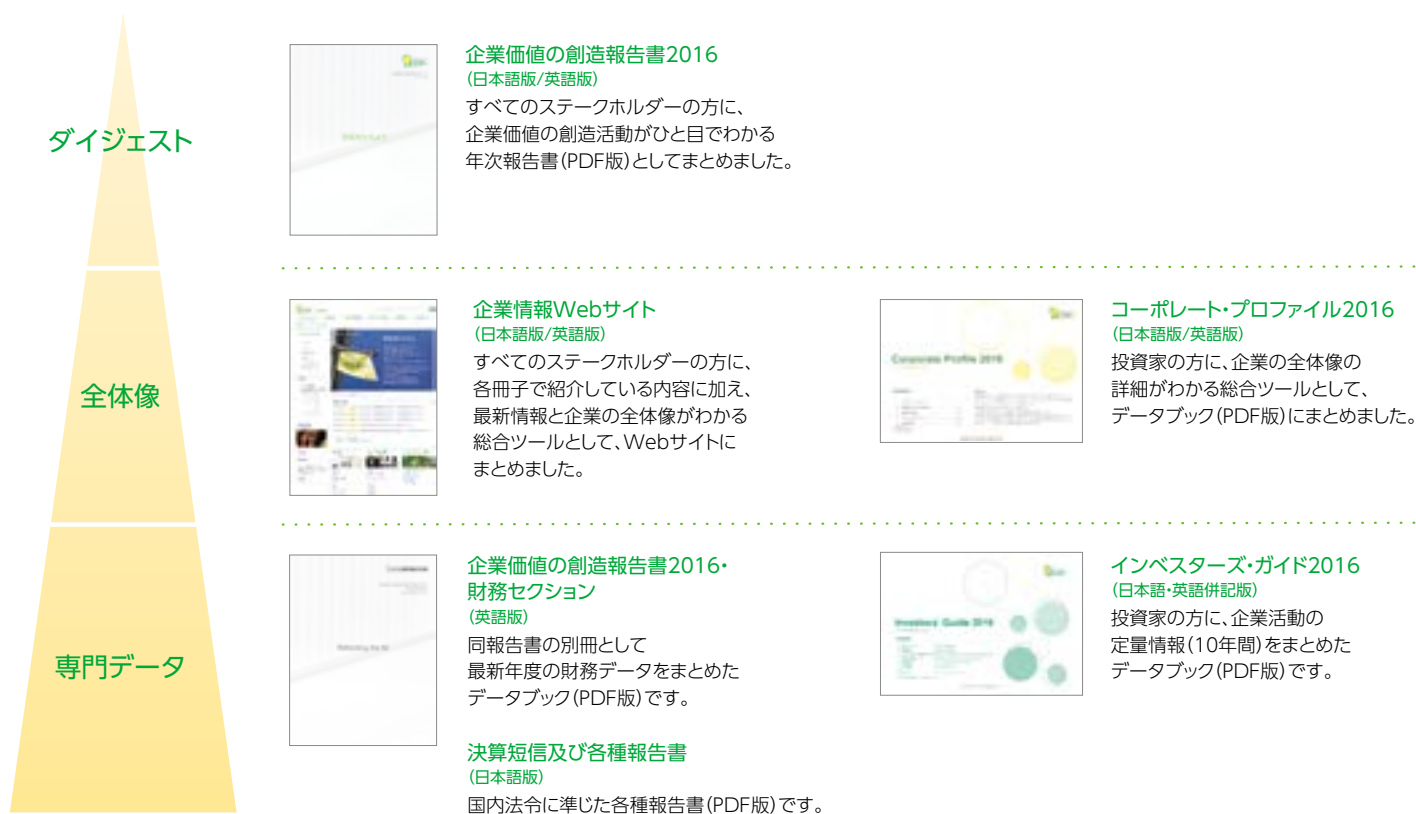 ダイジェスト
企業価値の創造報告書2016
(日本語版/英語版)
すべてのステークホルダーの方に、
企業価値の創造活動がひと目でわかる
年次報告書(PDF版)としてまとめました。
全体像
企業情報Webサイト
(日本語版/英語版)
すべてのステークホルダーの方に、
各冊子で紹介している内容に加え、
最新情報と企業の全体像がわかる
総合ツールとして、Webサイトに
まとめました。
Corporate Profile 2016
コーポレート・プロファイル2016
(日本語版/英語版)
投資家の方に、企業の全体像の
詳細がわかる総合ツールとして、
データブック(PDF版)にまとめました。
専門データ
企業価値の創造報告書2016・
財務セクション
(英語版)
同報告書の別冊として
最新年度の財務データをまとめた
データブック(PDF版)です。
決算短信及び各種報告書
(日本語版)
国内法令に準じた各種報告書(PDF版)です。
Investors' Guide 2016
インベスターズ・ガイド2016
(日本語・英語併記版)
投資家の方に、企業活動の
定量情報(10年間)をまとめた
データブック(PDF版)です。